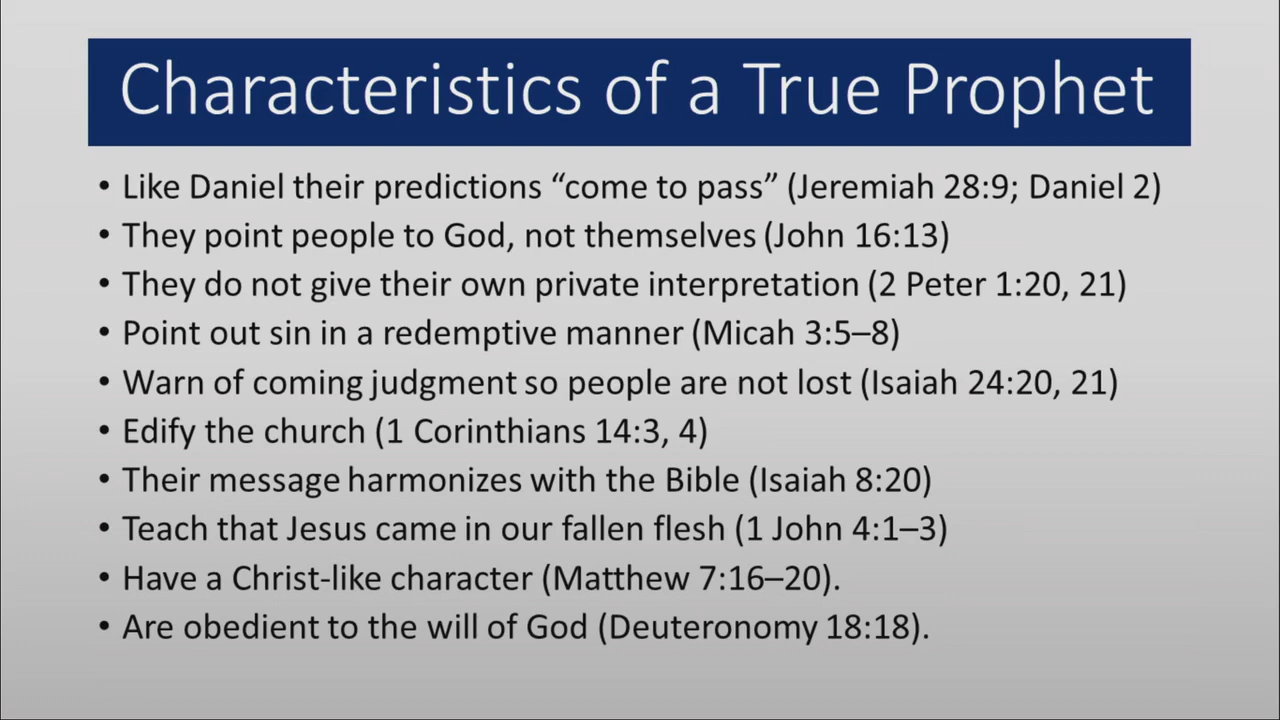 Characteristics of a True Prophet
• Like Daniel their predictions “come to pass” (Jeremiah 28:9; Daniel 2)
• They point people to God, not themselves (John 16:13)
• They do not give their own private interpretation (2 Peter 1:20, 21)
• Point out sin in a redemptive manner (Micah 3:5–8)
• Warn of coming judgment so people are not lost (Isaiah 24:20, 21)
• Edify the church (1 Corinthians 14:3, 4)
• Their message harmonizes with the Bible (Isaiah 8:20)
• Teach that Jesus came in our fallen flesh (1 John 4:1–3)
• Have a Christ-like character (Matthew 7:16–20).
• Are obedient to the will of God (Deuteronomy 18:18).